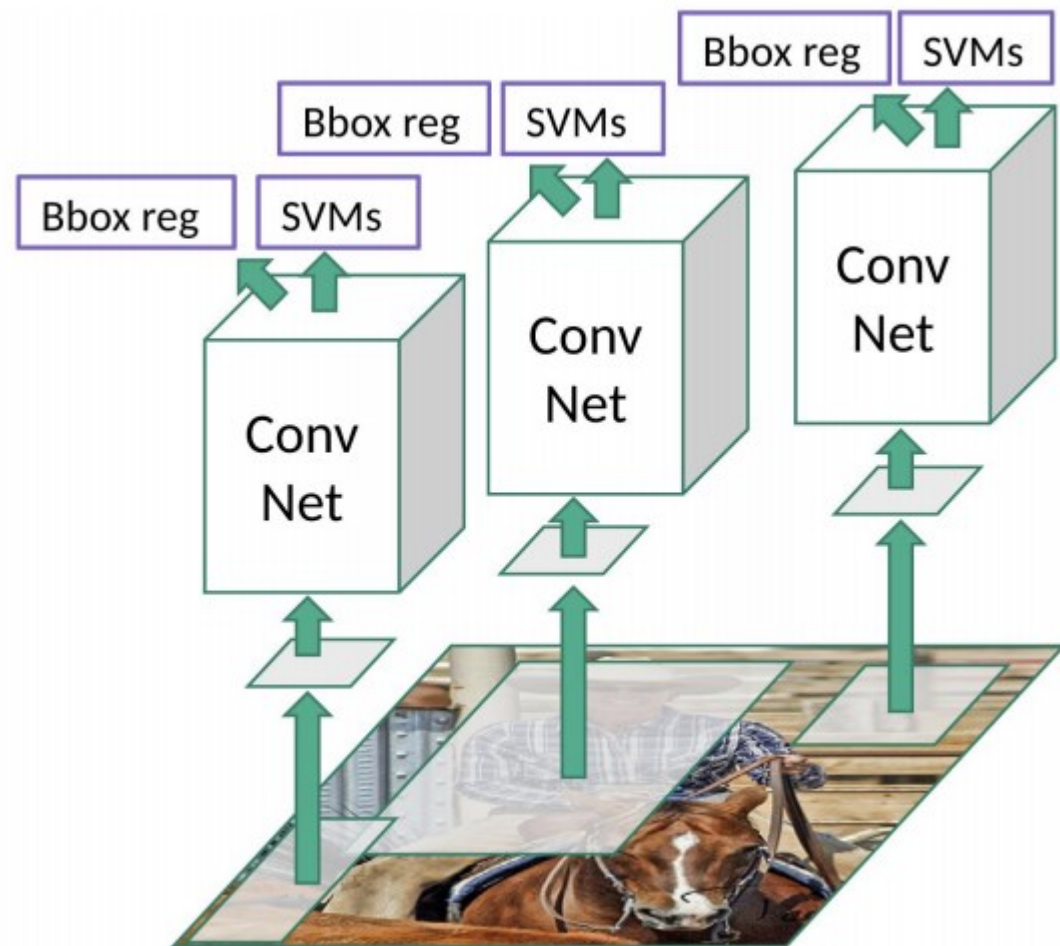 Bbox reg
SVMs
Bbox reg
SVMs
Bbox reg
SVMs
Conv
Net
Conv
Net
Conv
Net